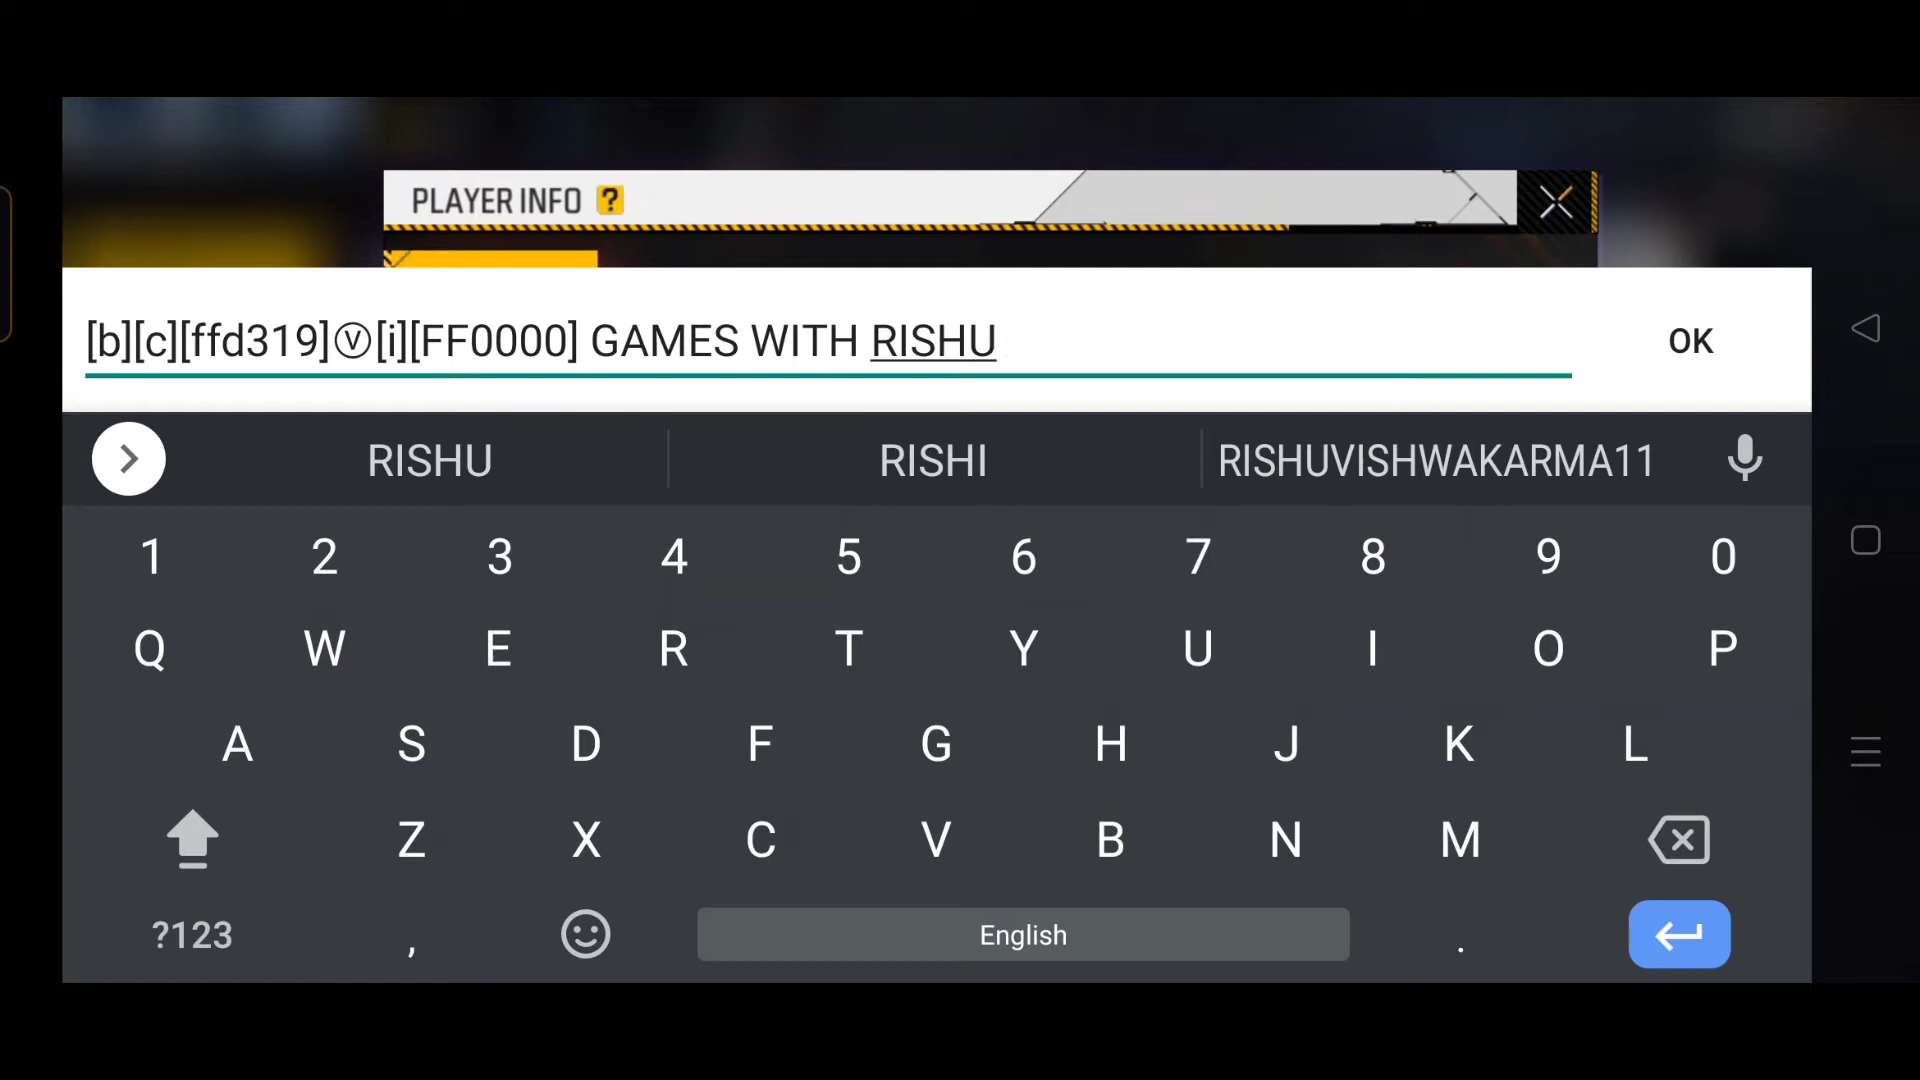 PLAYER INFO ?
[b][c][ffd319]Ⓥ[i][FF0000] GAMES WITH RISHU
OK
RISHU RISHI RISHUVISHWAKARMA11
1 2 3 4 5 6 7 8 9 0
Q W E R T Y U I O P
A S D F G H J K L
Z X C V B N M
?123 , English .